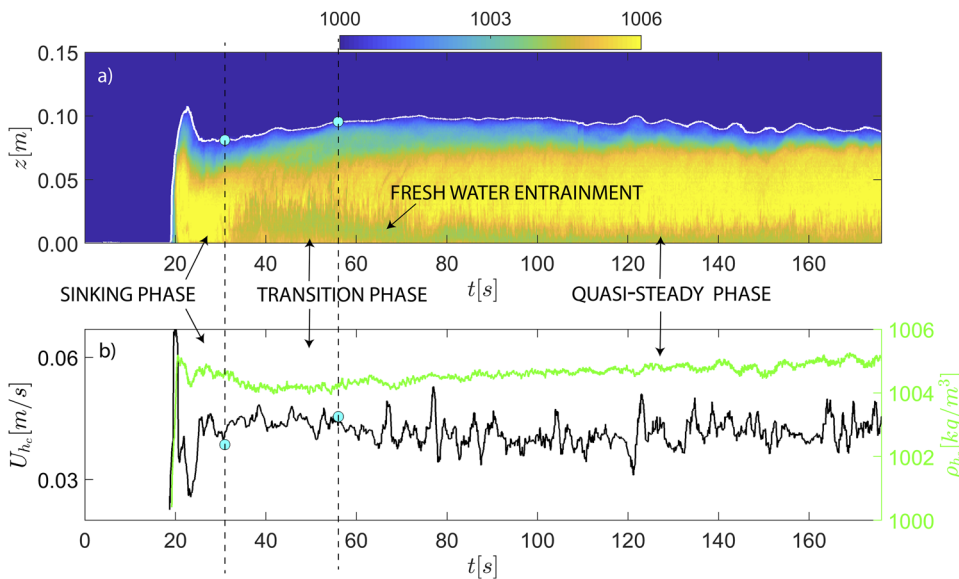 1000 1003 1006
a)
0.15
0.10
0.05
0.00
z[m]
FRESH WATER ENTRAINMENT
20 40 60 80 100 120 140 160
t[s]
SINKING PHASE TRANSITION PHASE QUASI-STEADY PHASE
b)
0.06
0.03
U_{h_c}[m/s]
1006
1004
1002
1000
ρ_{h_c}[kg/m³]
0 20 40 60 80 100 120 140 160
t[s]